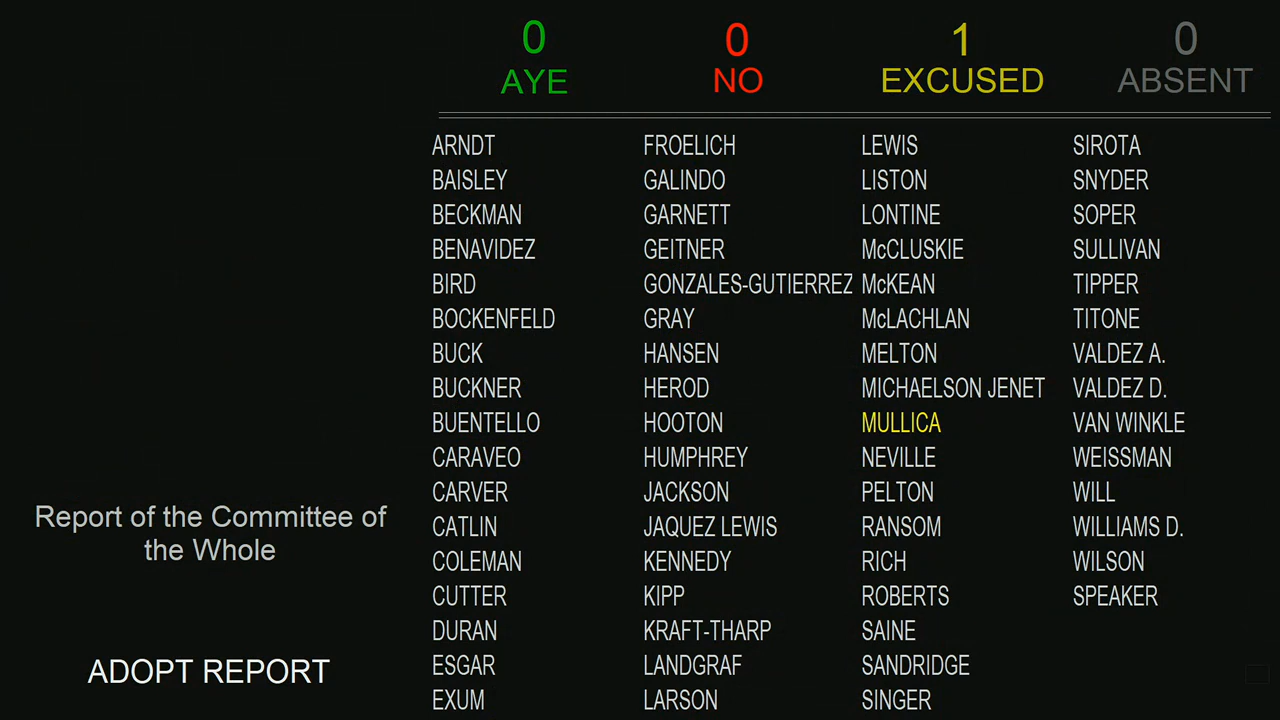 0
AYE
0
NO
1
EXCUSED
0
ABSENT
ARNDT
BAISLEY
BECKMAN
BENAVIDEZ
BIRD
BOCKENFELD
BUCK
BUCKNER
BUENTELLO
CARAVEO
CARVER
CATLIN
COLEMAN
CUTTER
DURAN
ESGAR
EXUM
FROELICH
GALINDO
GARNETT
GEITNER
GONZALES-GUTIERREZ
GRAY
HANSEN
HEROD
HOOTON
HUMPHREY
JACKSON
JAQUEZ LEWIS
KENNEDY
KIPP
KRAFT-THARP
LANDGRAF
LARSON
LEWIS
LISTON
LONTINE
McCLUSKIE
McKEAN
McLACHLAN
MELTON
MICHAELSON JENET
MULLICA
NEVILLE
PELTON
RANSOM
RICH
ROBERTS
SAINE
SANDRIDGE
SINGER
SIROTA
SNYDER
SOPER
SULLIVAN
TIPPER
TITONE
VALDEZ A.
VALDEZ D.
VAN WINKLE
WEISSMAN
WILL
WILLIAMS D.
WILSON
SPEAKER
Report of the Committee of
the Whole
ADOPT REPORT